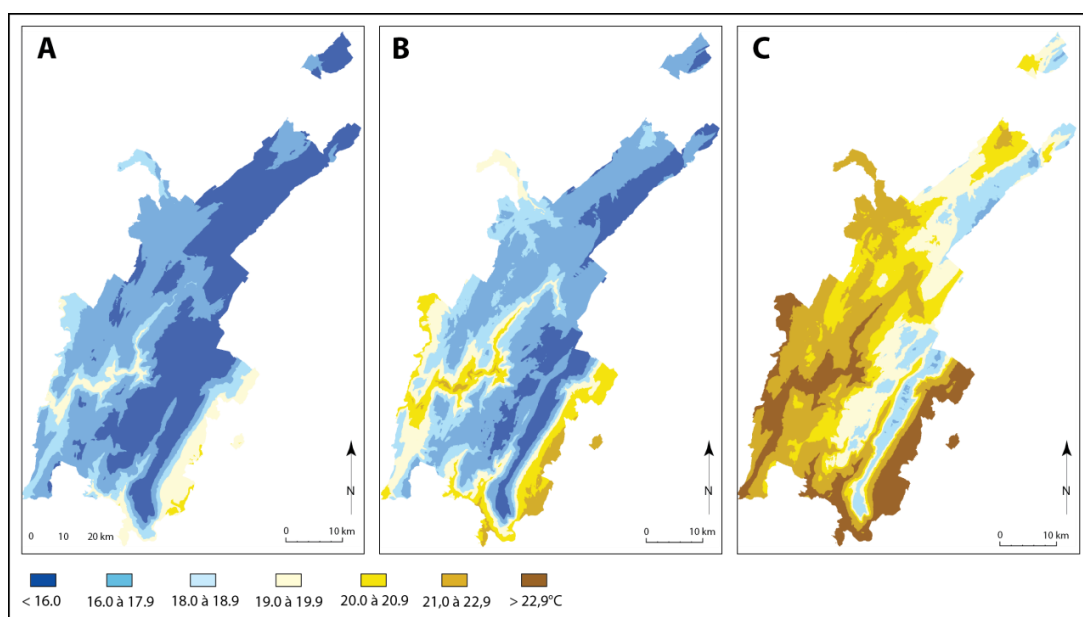 A
B
C
N
N
N
0 10 20 km
0 10 km
0 10 km
0 10 km
< 16.0
16.0 à 17.9
18.0 à 18.9
19.0 à 19.9
20.0 à 20.9
21,0 à 22,9
> 22,9°C